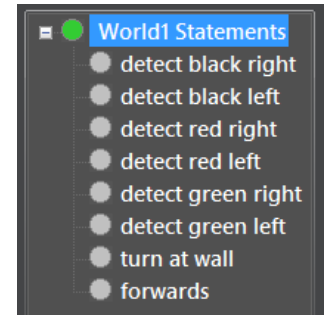 World1 Statements
detect black right
detect black left
detect red right
detect red left
detect green right
detect green left
turn at wall
forwards